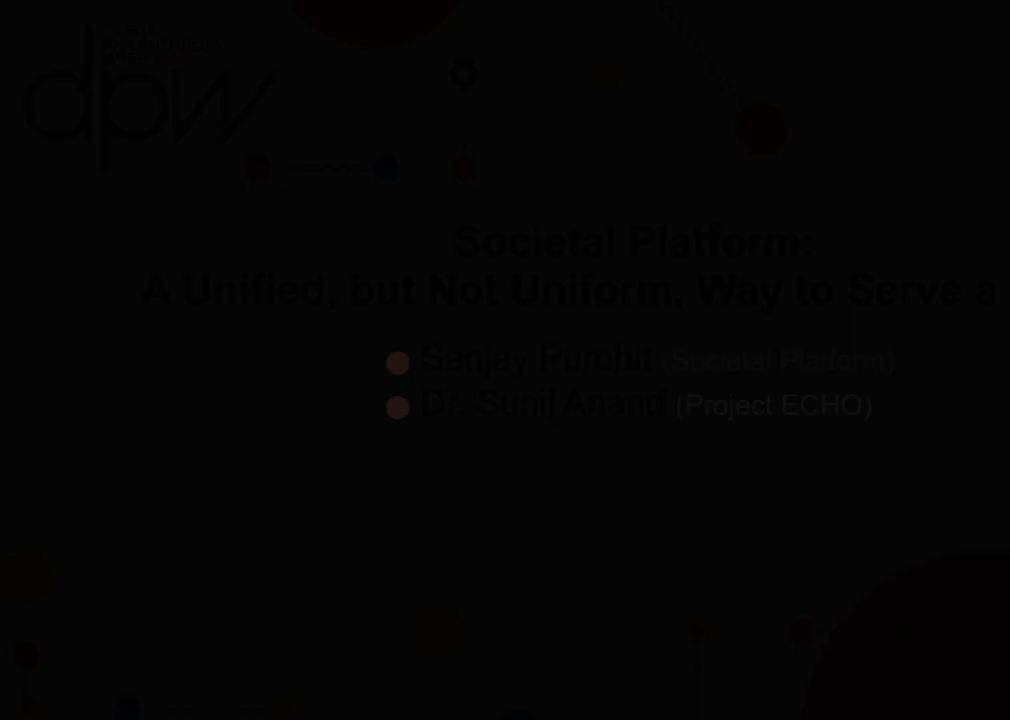 dpw
Societal Platform:
A Unified, but Not Uniform, Way to Serve a
Sanjay Purohit (Societal Platform)
Dr. Sunil Anand (Project ECHO)